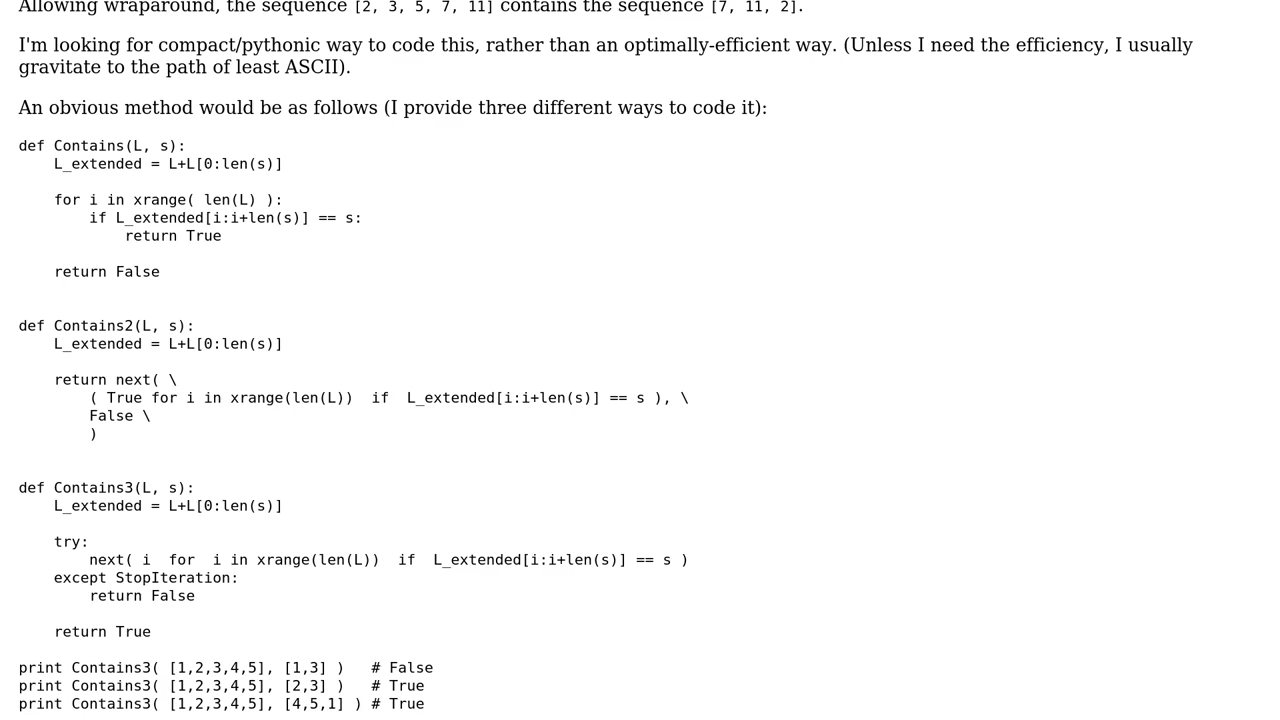 Allowing wraparound, the sequence [2, 3, 5, 7, 11] contains the sequence [7, 11, 2].
I'm looking for compact/pythonic way to code this, rather than an optimally-efficient way. (Unless I need the efficiency, I usually
gravitate to the path of least ASCII).
An obvious method would be as follows (I provide three different ways to code it):
def Contains(L, s):
    L_extended = L+L[0:len(s)]
    for i in xrange( len(L) ):
        if L_extended[i:i+len(s)] == s:
            return True
    return False
def Contains2(L, s):
    L_extended = L+L[0:len(s)]
    return next( \
        ( True for i in xrange(len(L))  if  L_extended[i:i+len(s)] == s ), \
        False \
        )
def Contains3(L, s):
    L_extended = L+L[0:len(s)]
    try:
        next( i  for  i in xrange(len(L))  if  L_extended[i:i+len(s)] == s )
    except StopIteration:
        return False
    return True
print Contains3( [1,2,3,4,5], [1,3] )   # False
print Contains3( [1,2,3,4,5], [2,3] )   # True
print Contains3( [1,2,3,4,5], [4,5,1] ) # True